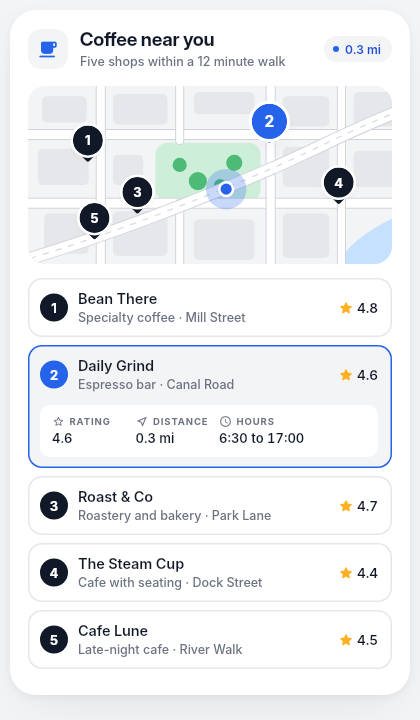 Coffee near you
Five shops within a 12 minute walk
0.3 mi
2
1
3
4
5
1
Bean There
Specialty coffee · Mill Street
4.8
2
Daily Grind
Espresso bar · Canal Road
4.6
RATING
4.6
DISTANCE
0.3 mi
HOURS
6:30 to 17:00
3
Roast & Co
Roastery and bakery · Park Lane
4.7
4
The Steam Cup
Cafe with seating · Dock Street
4.4
5
Cafe Lune
Late-night cafe · River Walk
4.5